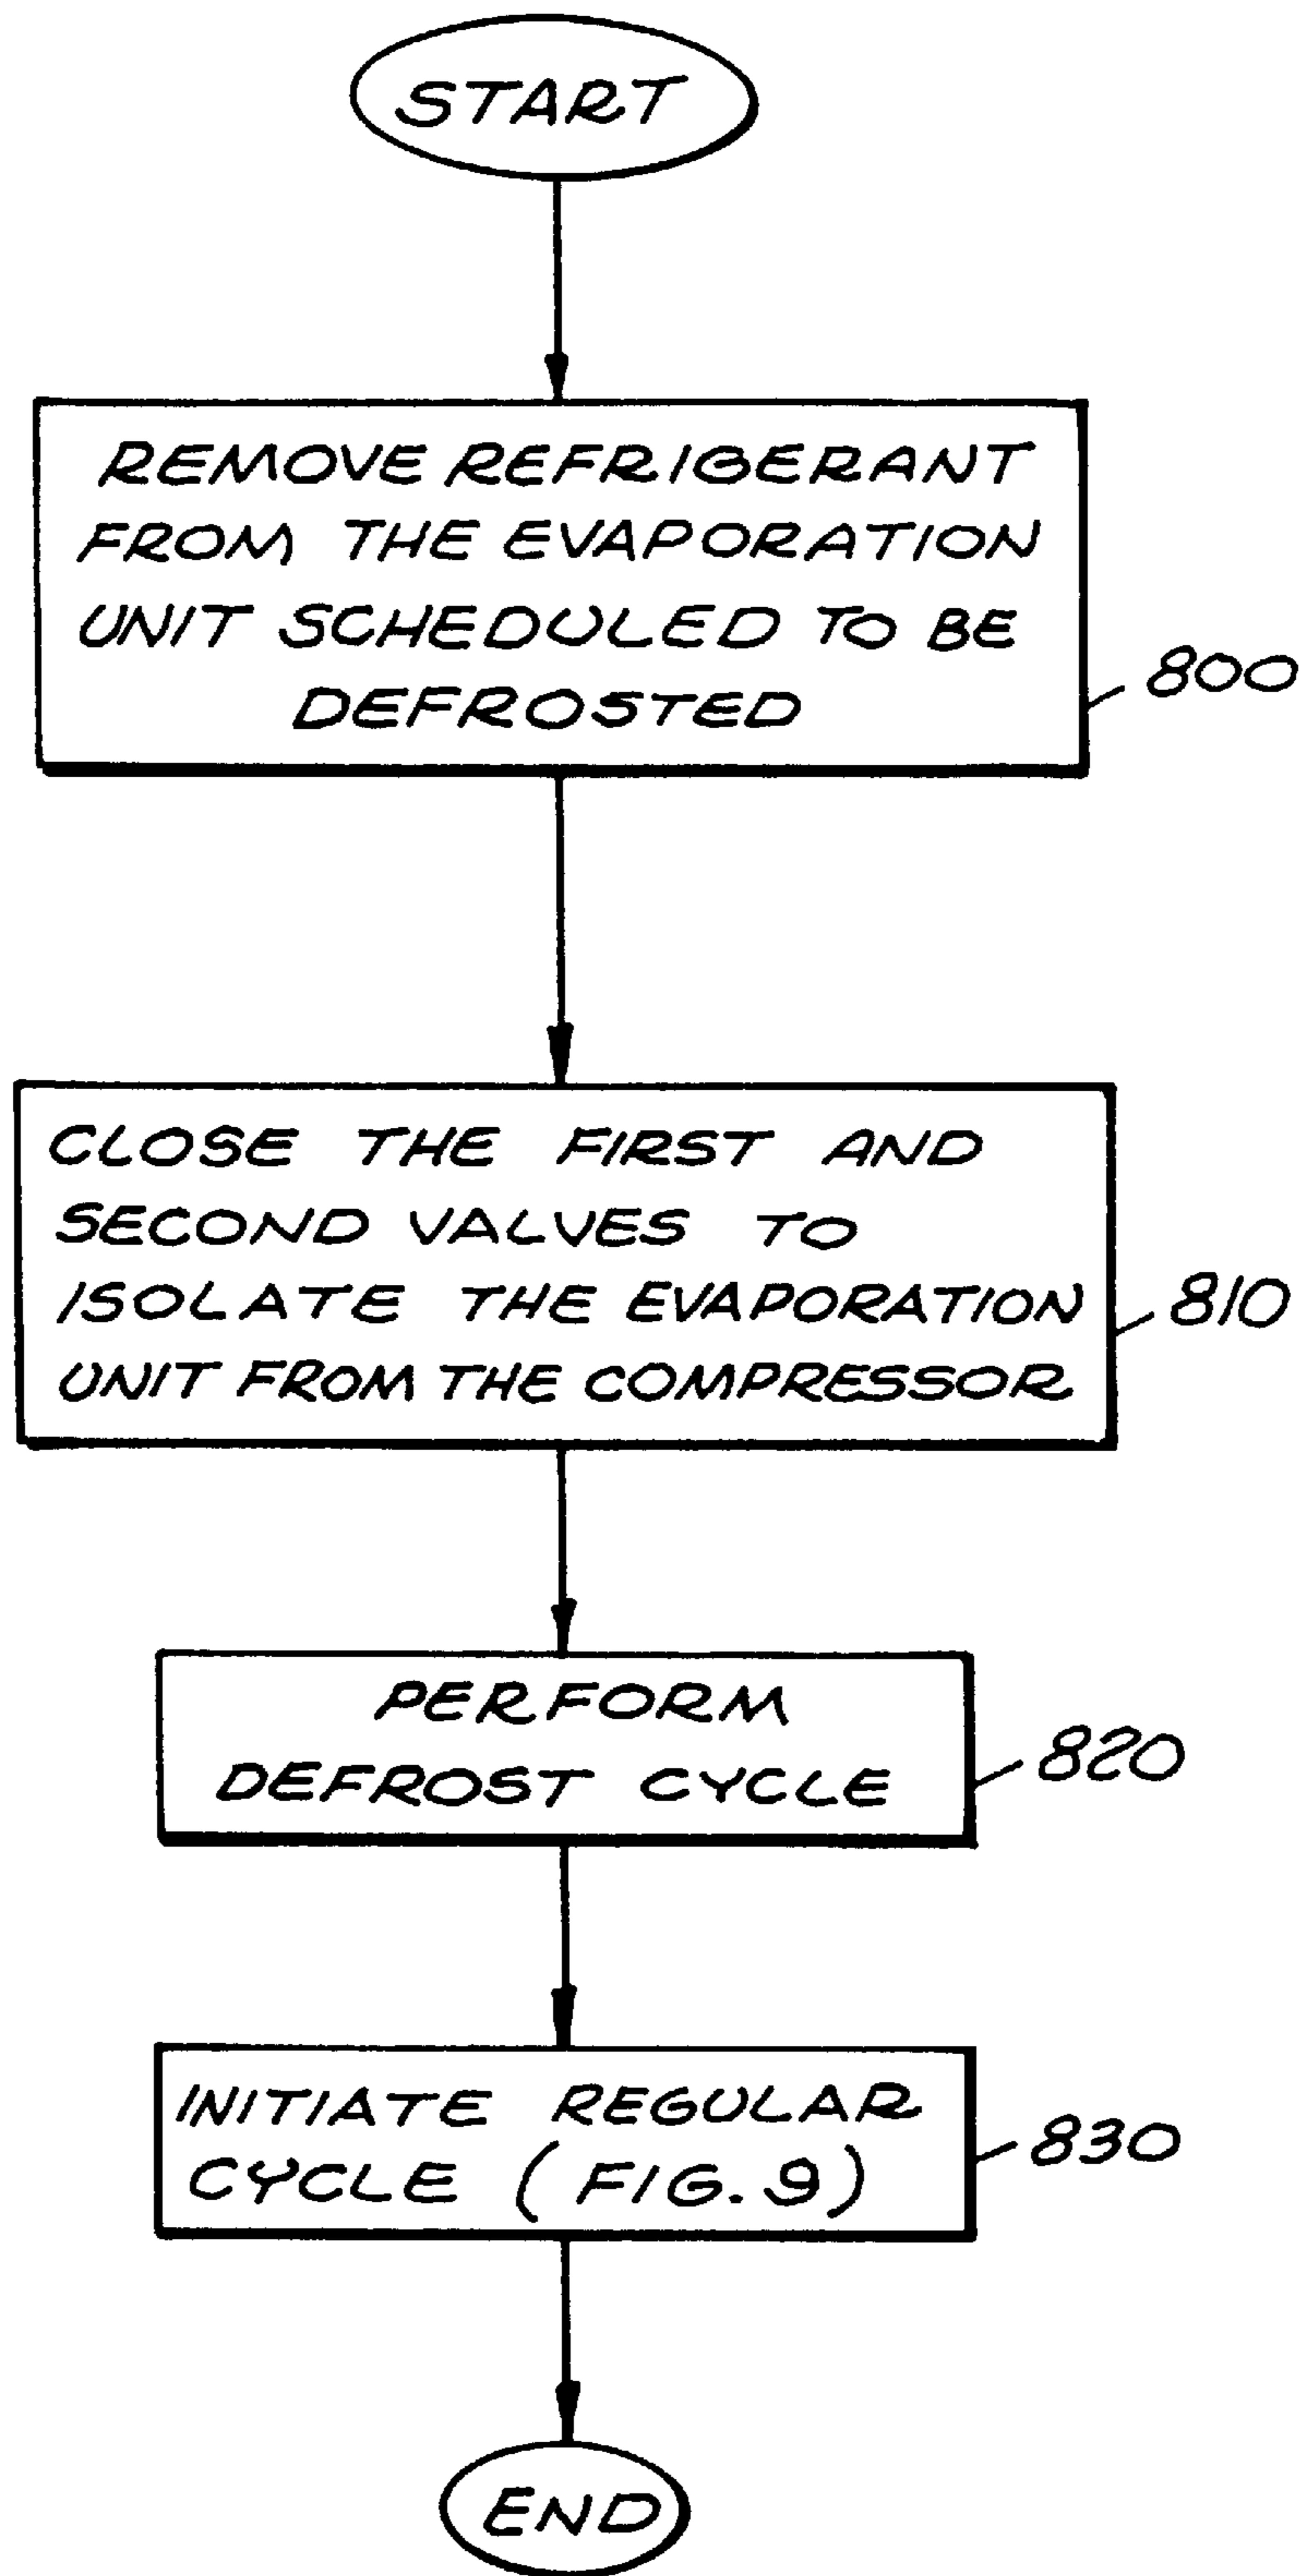 START
REMOVE REFRIGERANT
FROM THE EVAPORATION
UNIT SCHEDULED TO BE
DEFROSTED
800
CLOSE THE FIRST AND
SECOND VALVES TO
ISOLATE THE EVAPORATION
UNIT FROM THE COMPRESSOR
810
PERFORM
DEFROST CYCLE
820
INITIATE REGULAR
CYCLE (FIG. 9)
830
END